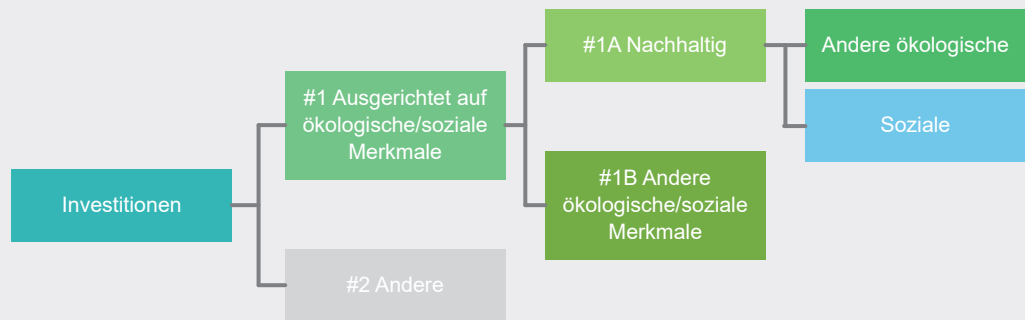 Investitionen
#1 Ausgerichtet auf
ökologische/soziale
Merkmale
#2 Andere
#1A Nachhaltig
#1B Andere
ökologische/soziale
Merkmale
Andere ökologische
Soziale